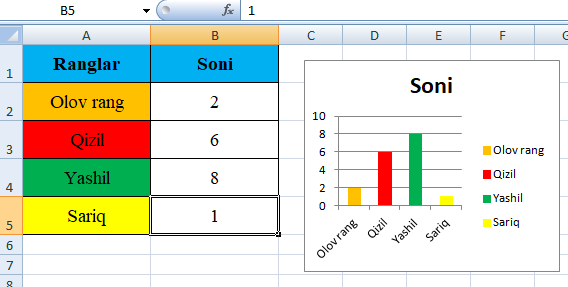 B5 fx 1
A B C D E F G
1 Ranglar Soni
2 Olov rang 2
3 Qizil 6
4 Yashil 8
5 Sariq 1
6
7
8
Soni
10
8
6
4
2
0
Olov rang Qizil Yashil Sariq
Olov rang
Qizil
Yashil
Sariq